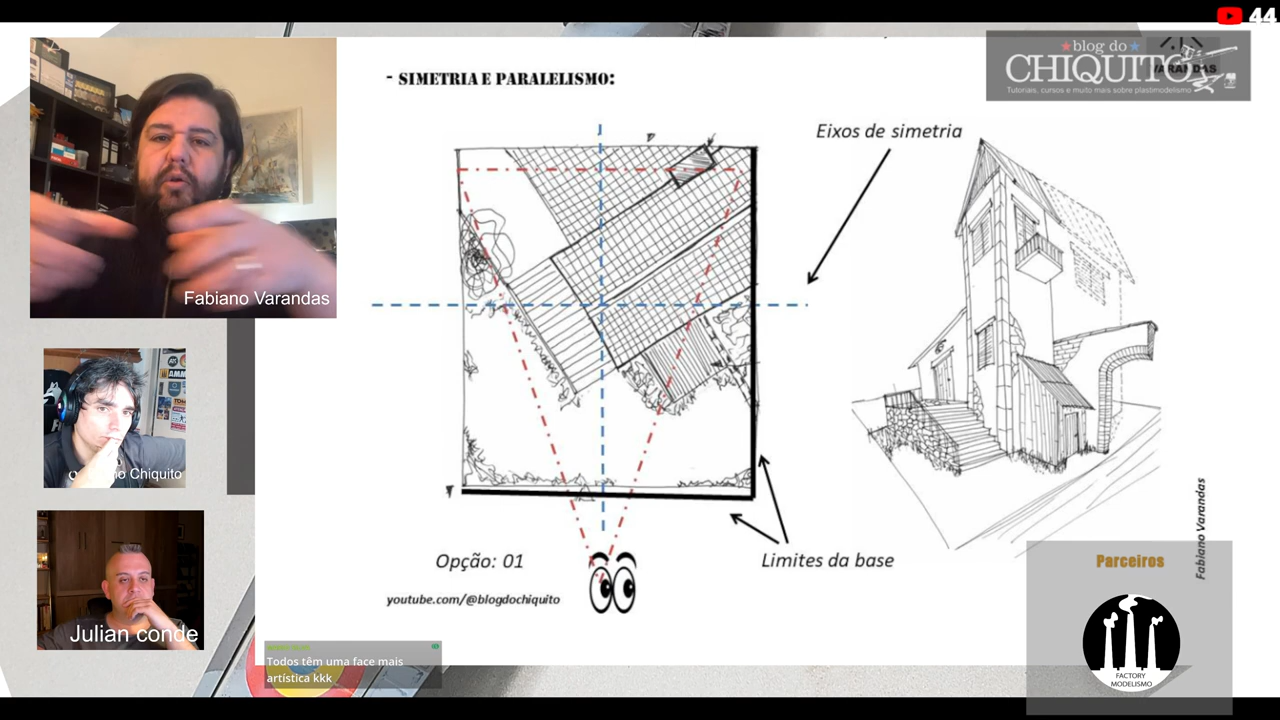 44
- SIMETRIA E PARALELISMO:
blog do
CHIQUITO
VARANDAS
Tutoriais, cursos e muito mais sobre plastimodelismo
Eixos de simetria
Fabiano Varandas
no Chiquito
Julian conde
Opção: 01
Limites da base
youtube.com/@blogdochiquito
Fabiano Varandas
Parceiros
FACTORY
MODELISMO
Todos têm uma face mais
artística kkk